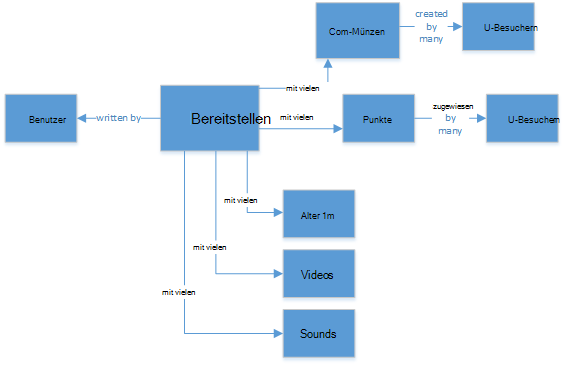 Com-Münzen
created
by
many
U-Besuchern
mit vielen
Benutzer
written by
Bereitstellen
mit vielen
Punkte
zugewiesen
by
many
U-Besuchern
mit vielen
Alter 1m
mit vielen
Videos
mit vielen
Sounds